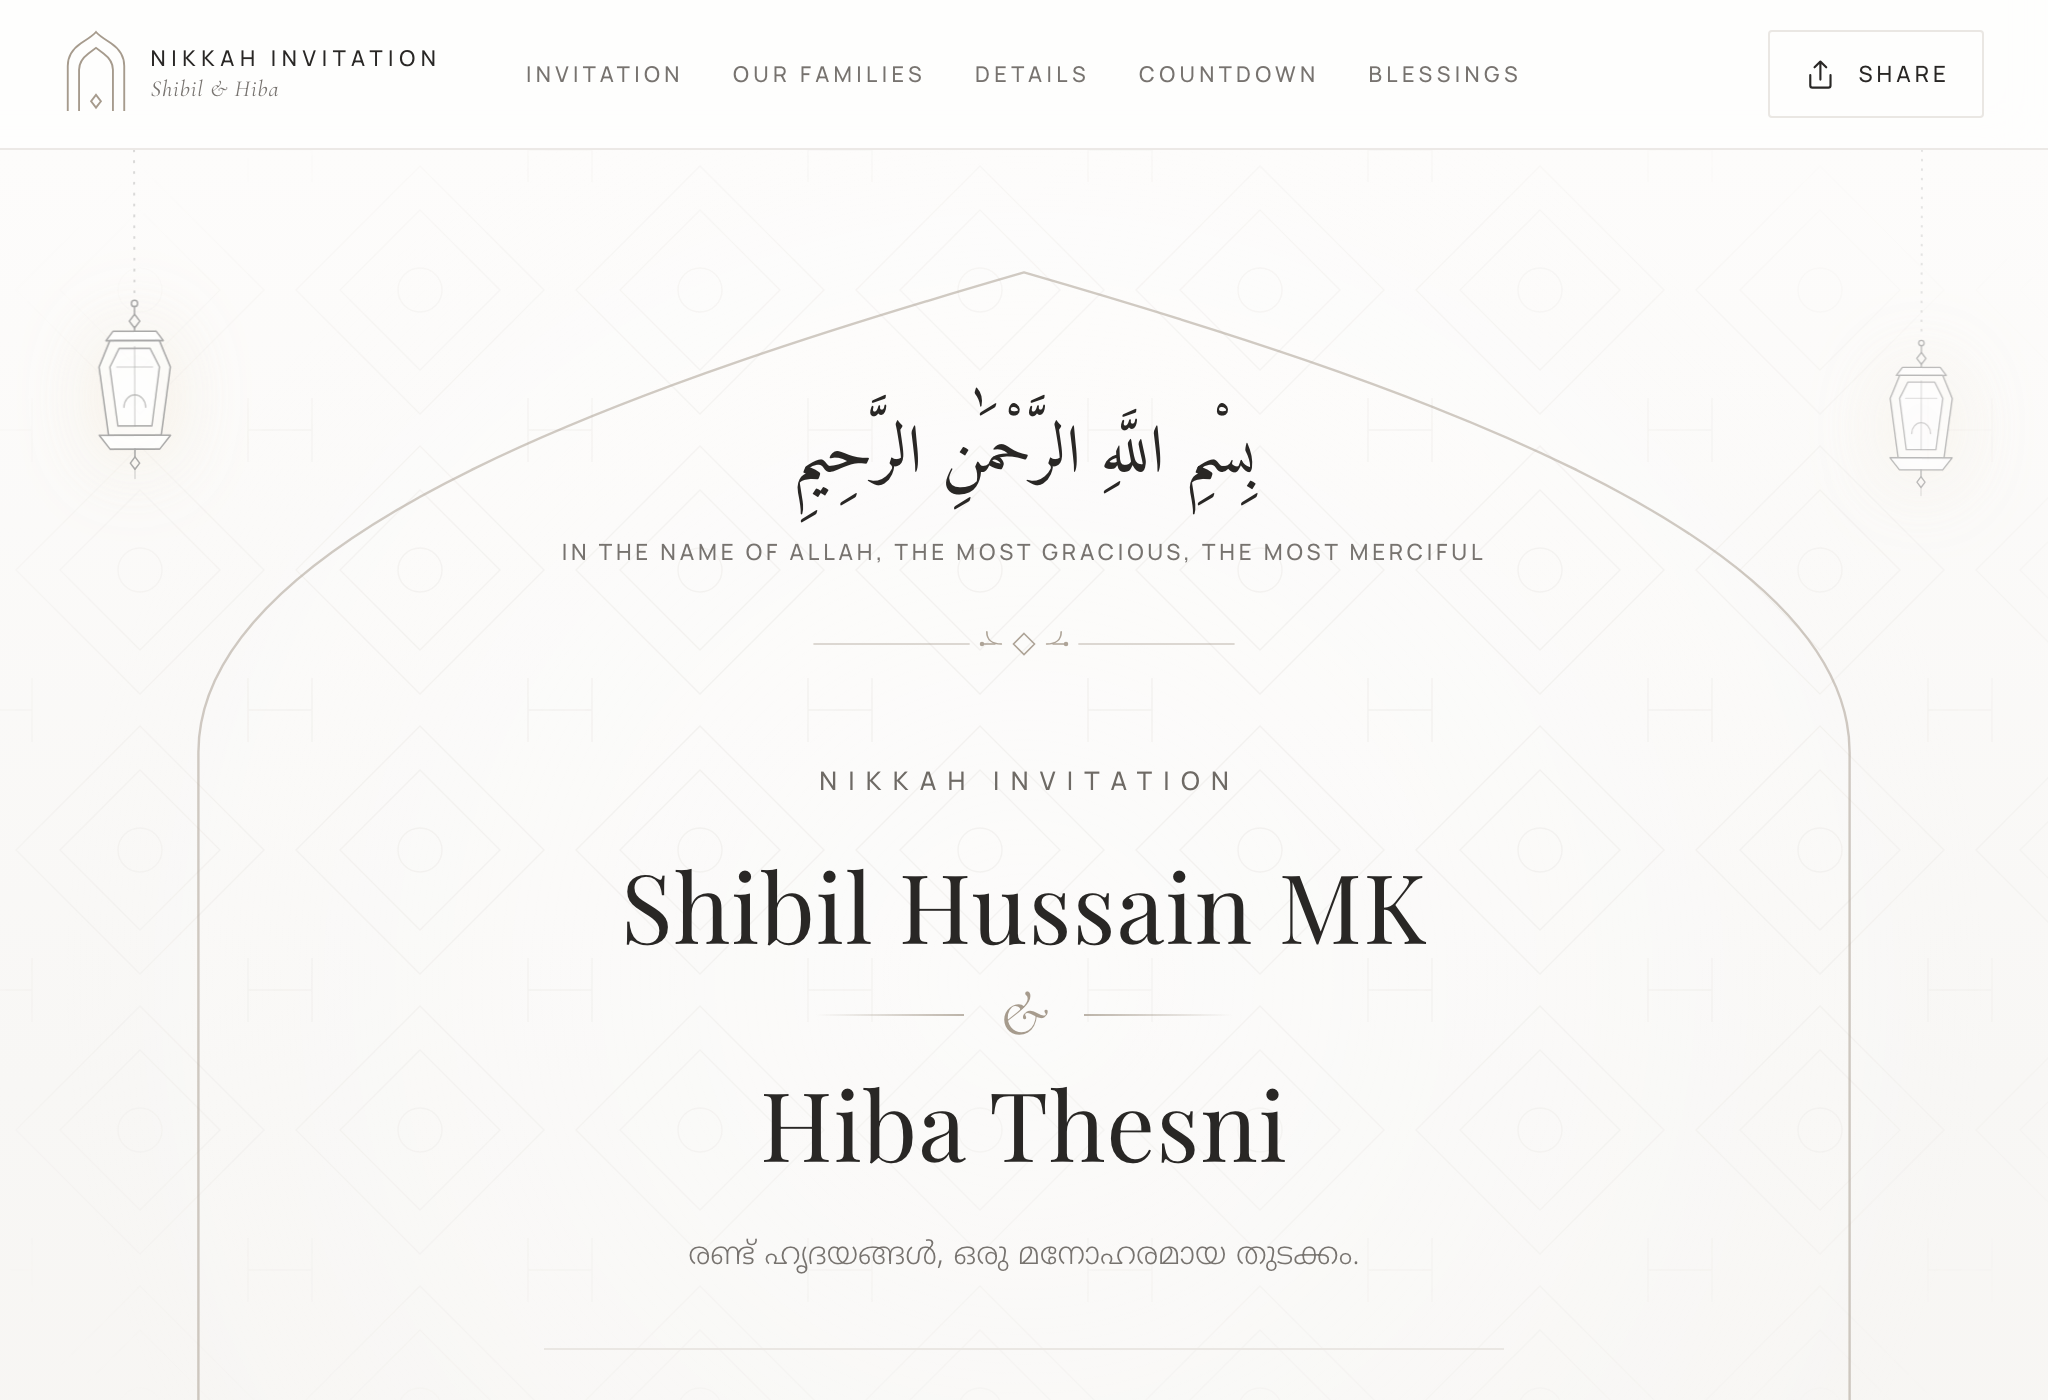 NIKKAH INVITATION
Shibil & Hiba
INVITATION
OUR FAMILIES
DETAILS
COUNTDOWN
BLESSINGS
SHARE
بِسْمِ اللَّهِ الرَّحْمَٰنِ الرَّحِيمِ
IN THE NAME OF ALLAH, THE MOST GRACIOUS, THE MOST MERCIFUL
NIKKAH INVITATION
Shibil Hussain MK
&
Hiba Thesni
രണ്ട് ഹൃദയങ്ങൾ, ഒരു മനോഹരമായ തുടക്കം.